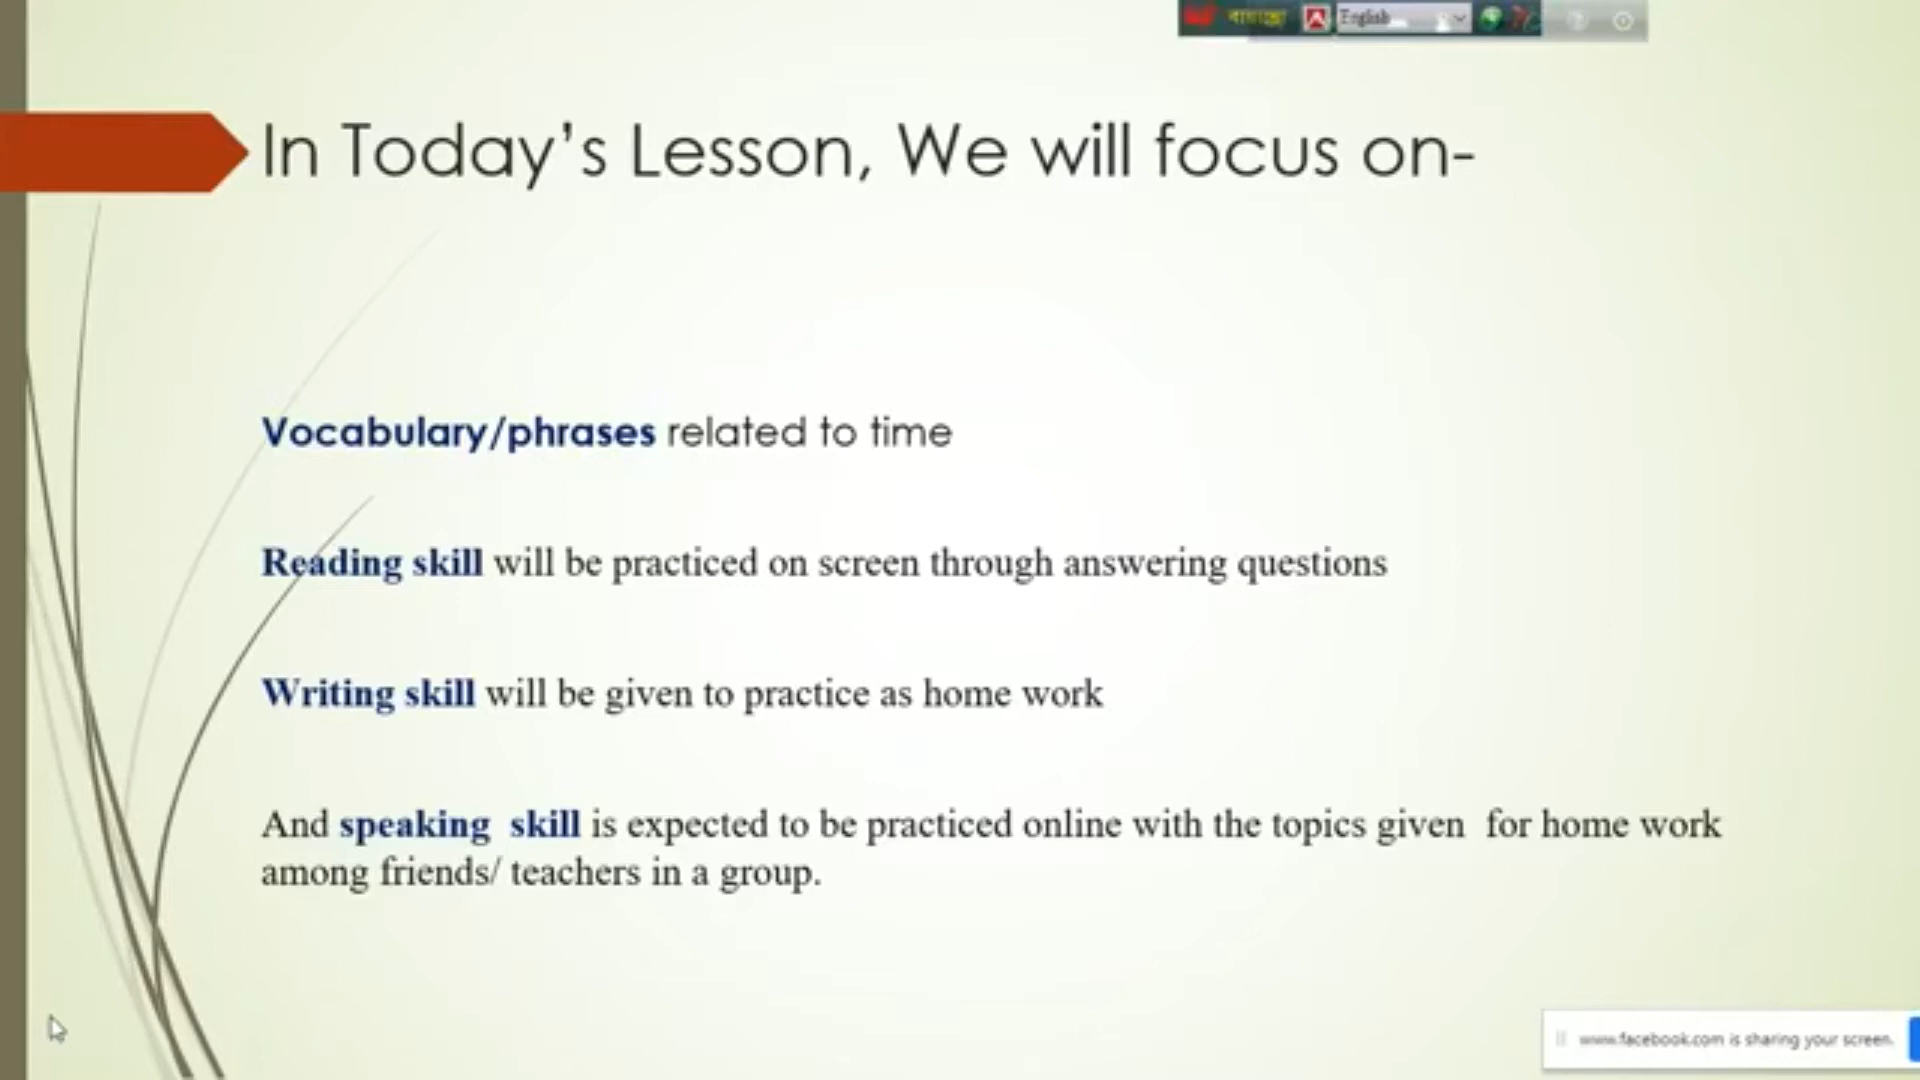 English
In Today’s Lesson, We will focus on-
Vocabulary/phrases related to time
Reading skill will be practiced on screen through answering questions
Writing skill will be given to practice as home work
And speaking  skill is expected to be practiced online with the topics given  for home work
among friends/ teachers in a group.
www.facebook.com is sharing your screen.